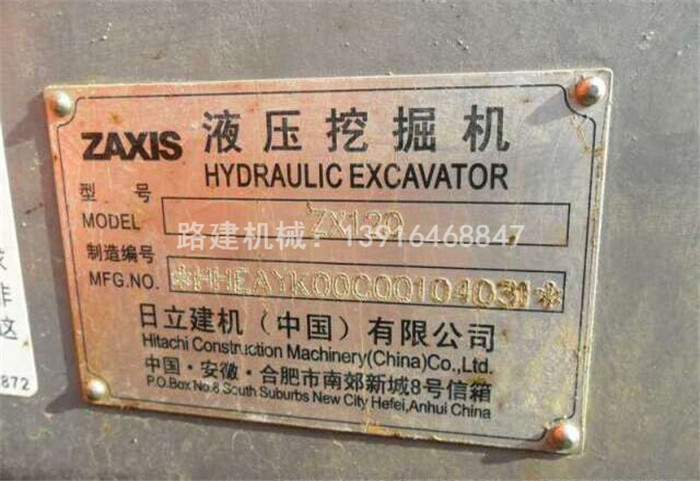 ZAXIS 液压挖掘机
HYDRAULIC EXCAVATOR
型号
MODEL ZX120
路建机械：13916468847
制造编号
MFG.NO. *HHEAYK00C00104031*
日立建机（中国）有限公司
Hitachi Construction Machinery(China)Co.,Ltd.
中国·安徽·合肥市南郊新城8号信箱
P.O.Box No.8 South Suburbs New City Hefei,Anhui China
作
这
872